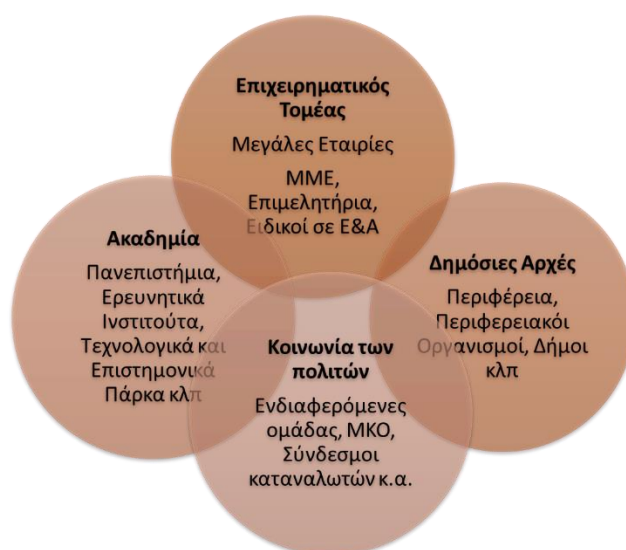 Επιχειρηματικός
Τομέας
Μεγάλες Εταιρίες
ΜΜΕ,
Επιμελητήρια,
Ειδικοί σε Ε&Α
Ακαδημία
Πανεπιστήμια,
Ερευνητικά
Ινστιτούτα,
Τεχνολογικά και
Επιστημονικά
Πάρκα κλπ
Δημόσιες Αρχές
Περιφέρεια,
Περιφερειακόι
Οργανισμοί, Δήμοι
κλπ
Κοινωνία των
πολιτών
Ενδιαφερόμενες
ομάδας, ΜΚΟ,
Σύνδεσμοι
καταναλωτών κ.α.